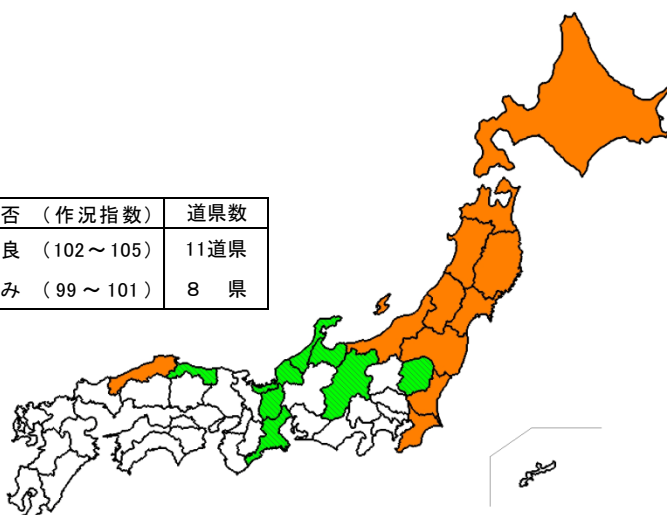 否 （作況指数） 道県数
良 （102～105） 11道県
み （99～101） 8 県